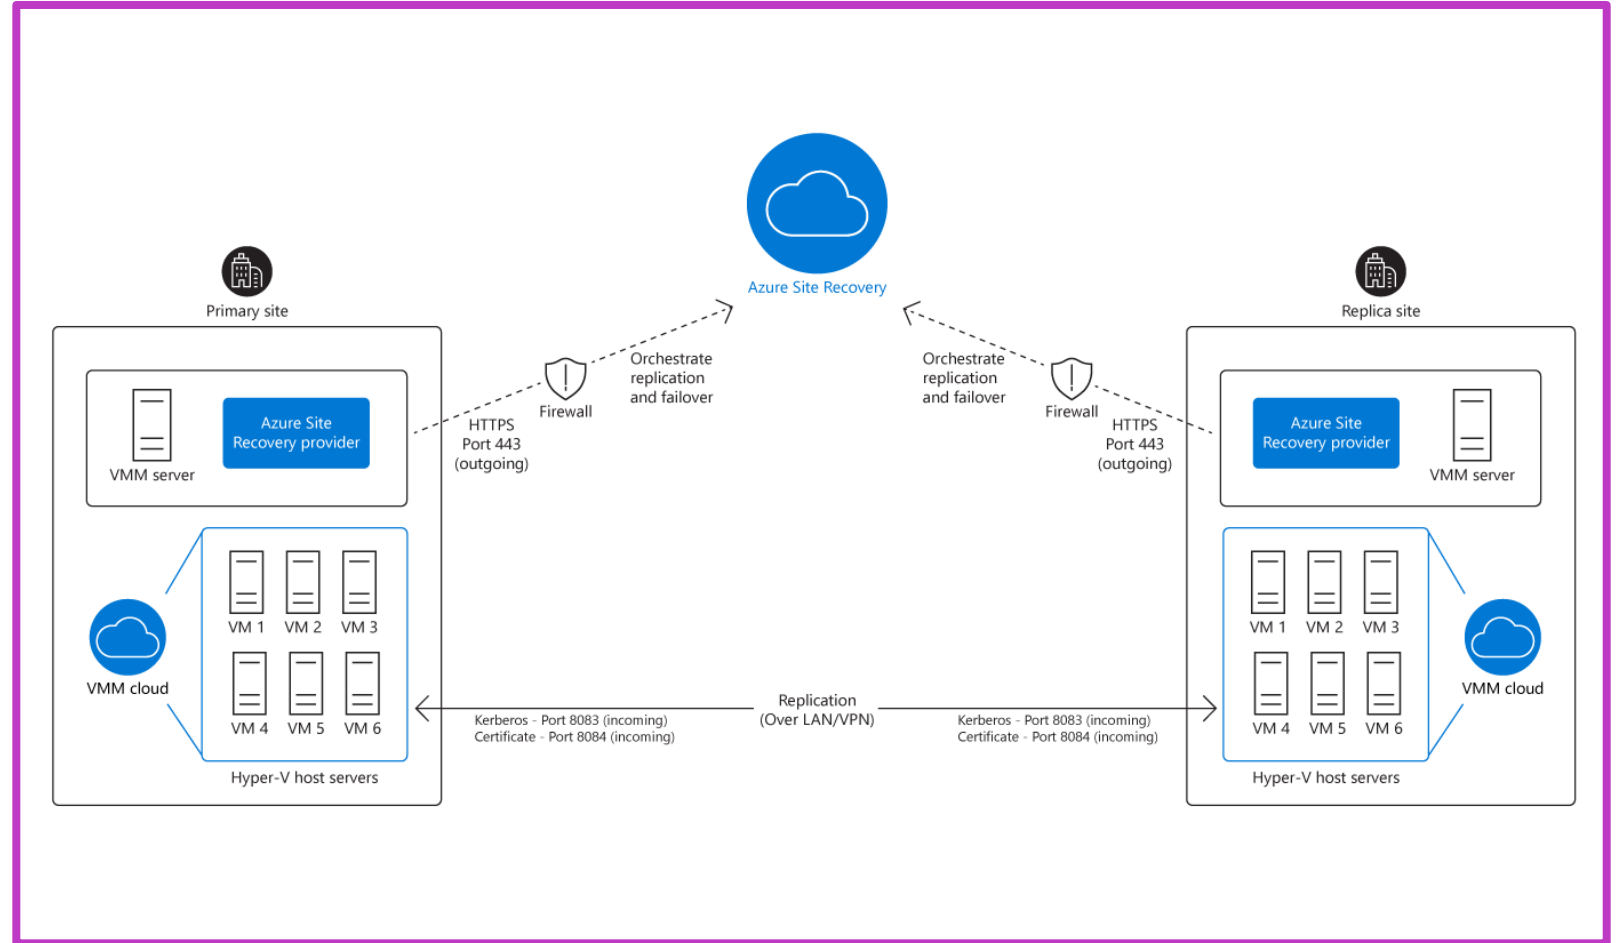 Azure Site Recovery
Primary site
Replica site
Orchestrate
replication
and failover
Firewall
HTTPS
Port 443
(outgoing)
Orchestrate
replication
and failover
Firewall
HTTPS
Port 443
(outgoing)
VMM server
Azure Site
Recovery provider
Azure Site
Recovery provider
VMM server
VM 1 VM 2 VM 3
VMM cloud
VM 4 VM 5 VM 6
Hyper-V host servers
Replication
(Over LAN/VPN)
Kerberos - Port 8083 (incoming)
Certificate - Port 8084 (incoming)
Kerberos - Port 8083 (incoming)
Certificate - Port 8084 (incoming)
VM 1 VM 2 VM 3
VMM cloud
VM 4 VM 5 VM 6
Hyper-V host servers